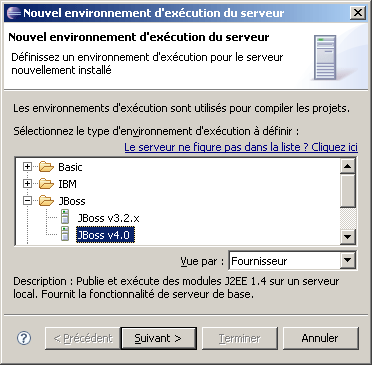 Nouvel environnement d'exécution du serveur
Nouvel environnement d'exécution du serveur
Définissez un environnement d'exécution pour le serveur
nouvellement installé
Les environnements d'exécution sont utilisés pour compiler les projets.
Sélectionnez le type d'environnement d'exécution à définir :
Le serveur ne figure pas dans la liste ? Cliquez ici
Basic
IBM
JBoss
JBoss v3.2.x
JBoss v4.0
Vue par : Fournisseur
Description : Publie et exécute des modules J2EE 1.4 sur un serveur
local. Fournit la fonctionnalité de serveur de base.
? < Précédent Suivant > Terminer Annuler